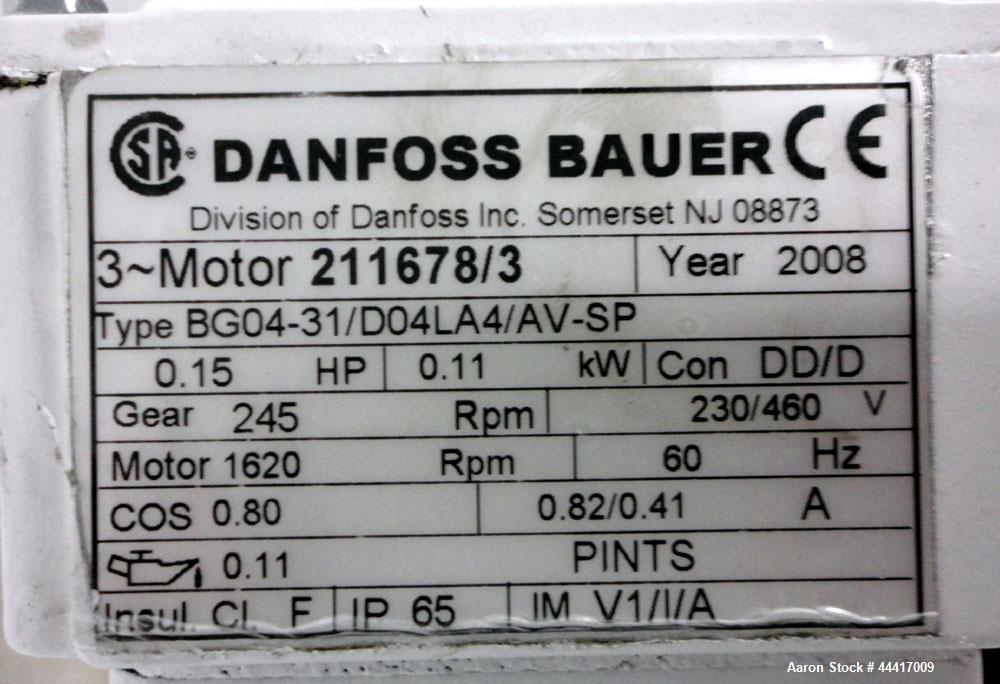 CSA ® DANFOSS BAUER CE
Division of Danfoss Inc. Somerset NJ 08873
3~Motor 211678/3 Year 2008
Type BG04-31/D04LA4/AV-SP
0.15 HP 0.11 kW Con DD/D
Gear 245 Rpm 230/460 V
Motor 1620 Rpm 60 Hz
COS 0.80 0.82/0.41 A
0.11 PINTS
Insul. Cl. F IP 65 IM V1/I/A
Aaron Stock # 44417009